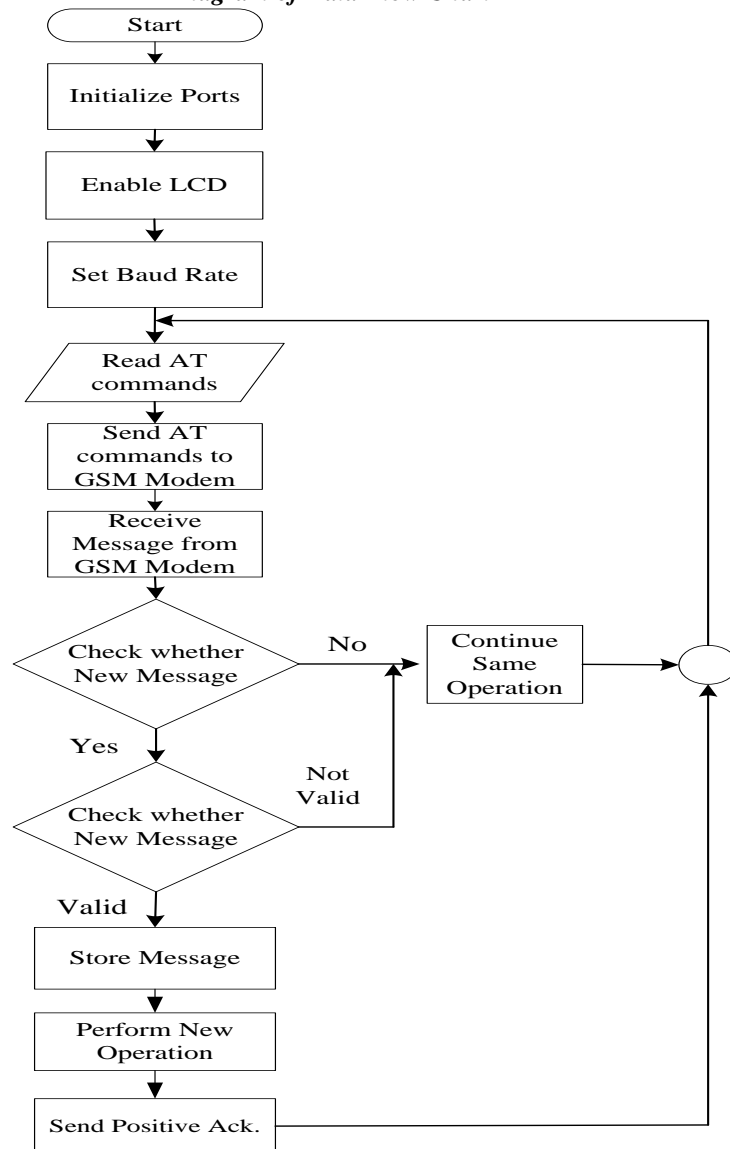 Start
Initialize Ports
Enable LCD
Set Baud Rate
Read AT
commands
Send AT
commands to
GSM Modem
Receive
Message from
GSM Modem
Check whether
New Message
No
Continue
Same
Operation
Yes
Not
Valid
Check whether
New Message
Valid
Store Message
Perform New
Operation
Send Positive Ack.